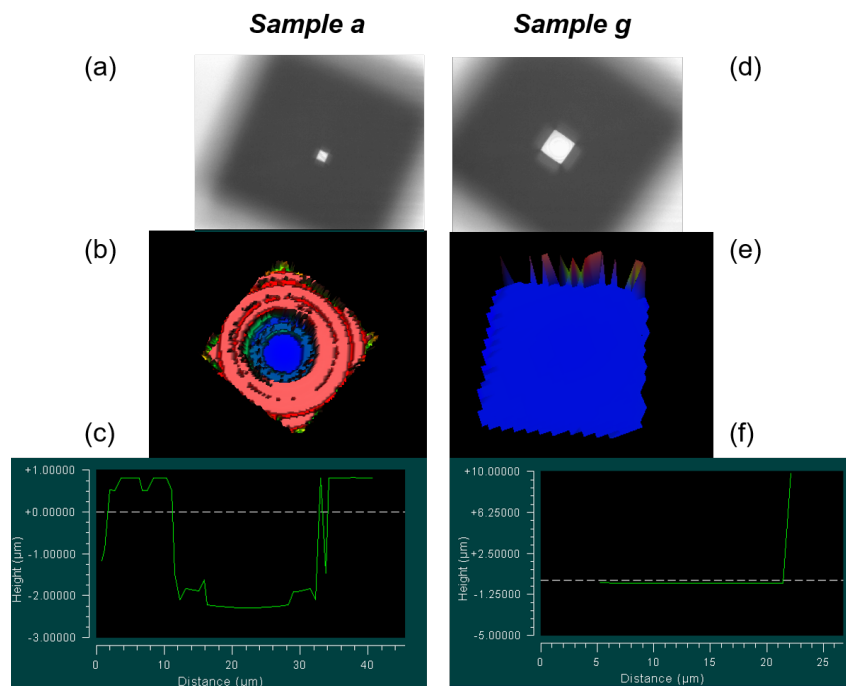 Sample a
Sample g
(a)
(d)
(b)
(e)
(c)
(f)
+1.00000
+0.00000
-1.00000
-2.00000
-3.00000
Height (µm)
0
10
20
30
40
Distance (µm)
+10.00000
+6.25000
+2.50000
-1.25000
-5.00000
Height (µm)
0
5
10
15
20
25
Distance (µm)